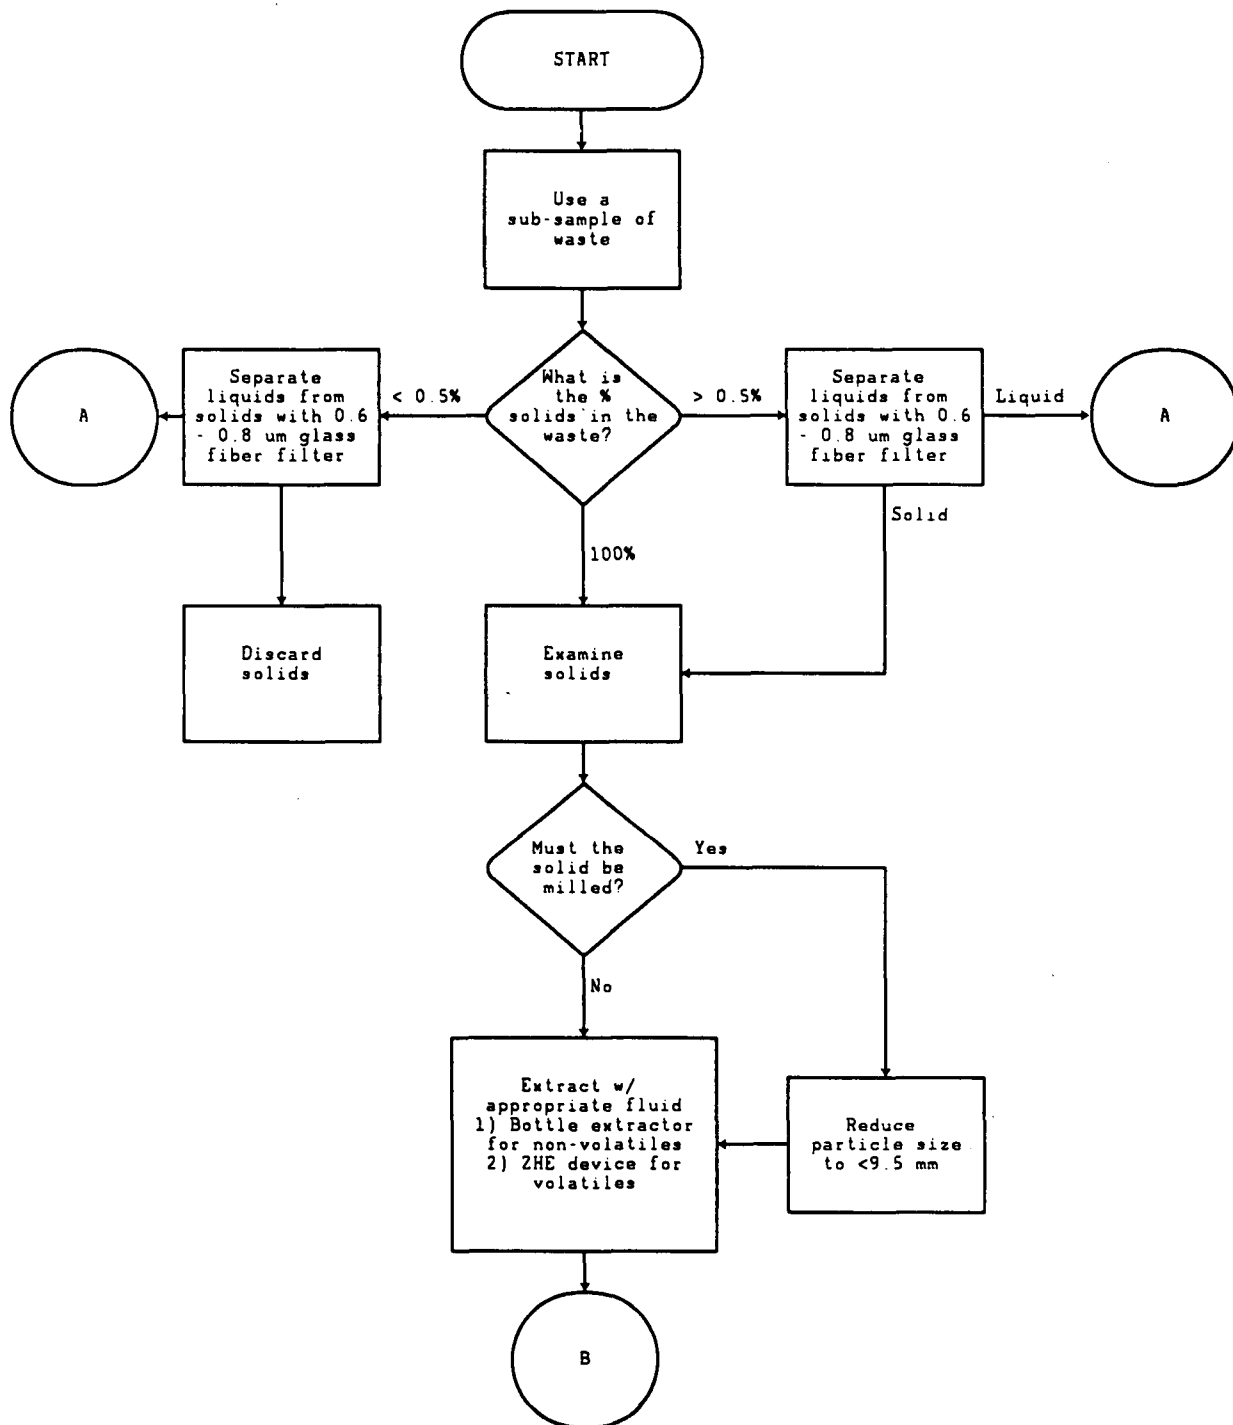 START
Use a
sub-sample of
waste
A
Separate
liquids from
solids with 0.6
- 0.8 um glass
fiber filter
< 0.5%
What is
the %
solids in the
waste?
> 0.5%
Separate
liquids from
solids with 0.6
- 0.8 um glass
fiber filter
Liquid
A
Solid
100%
Discard
solids
Examine
solids
Must the
solid be
milled?
Yes
No
Extract w/
appropriate fluid
1) Bottle extractor
for non-volatiles
2) ZHE device for
volatiles
Reduce
particle size
to <9.5 mm
B